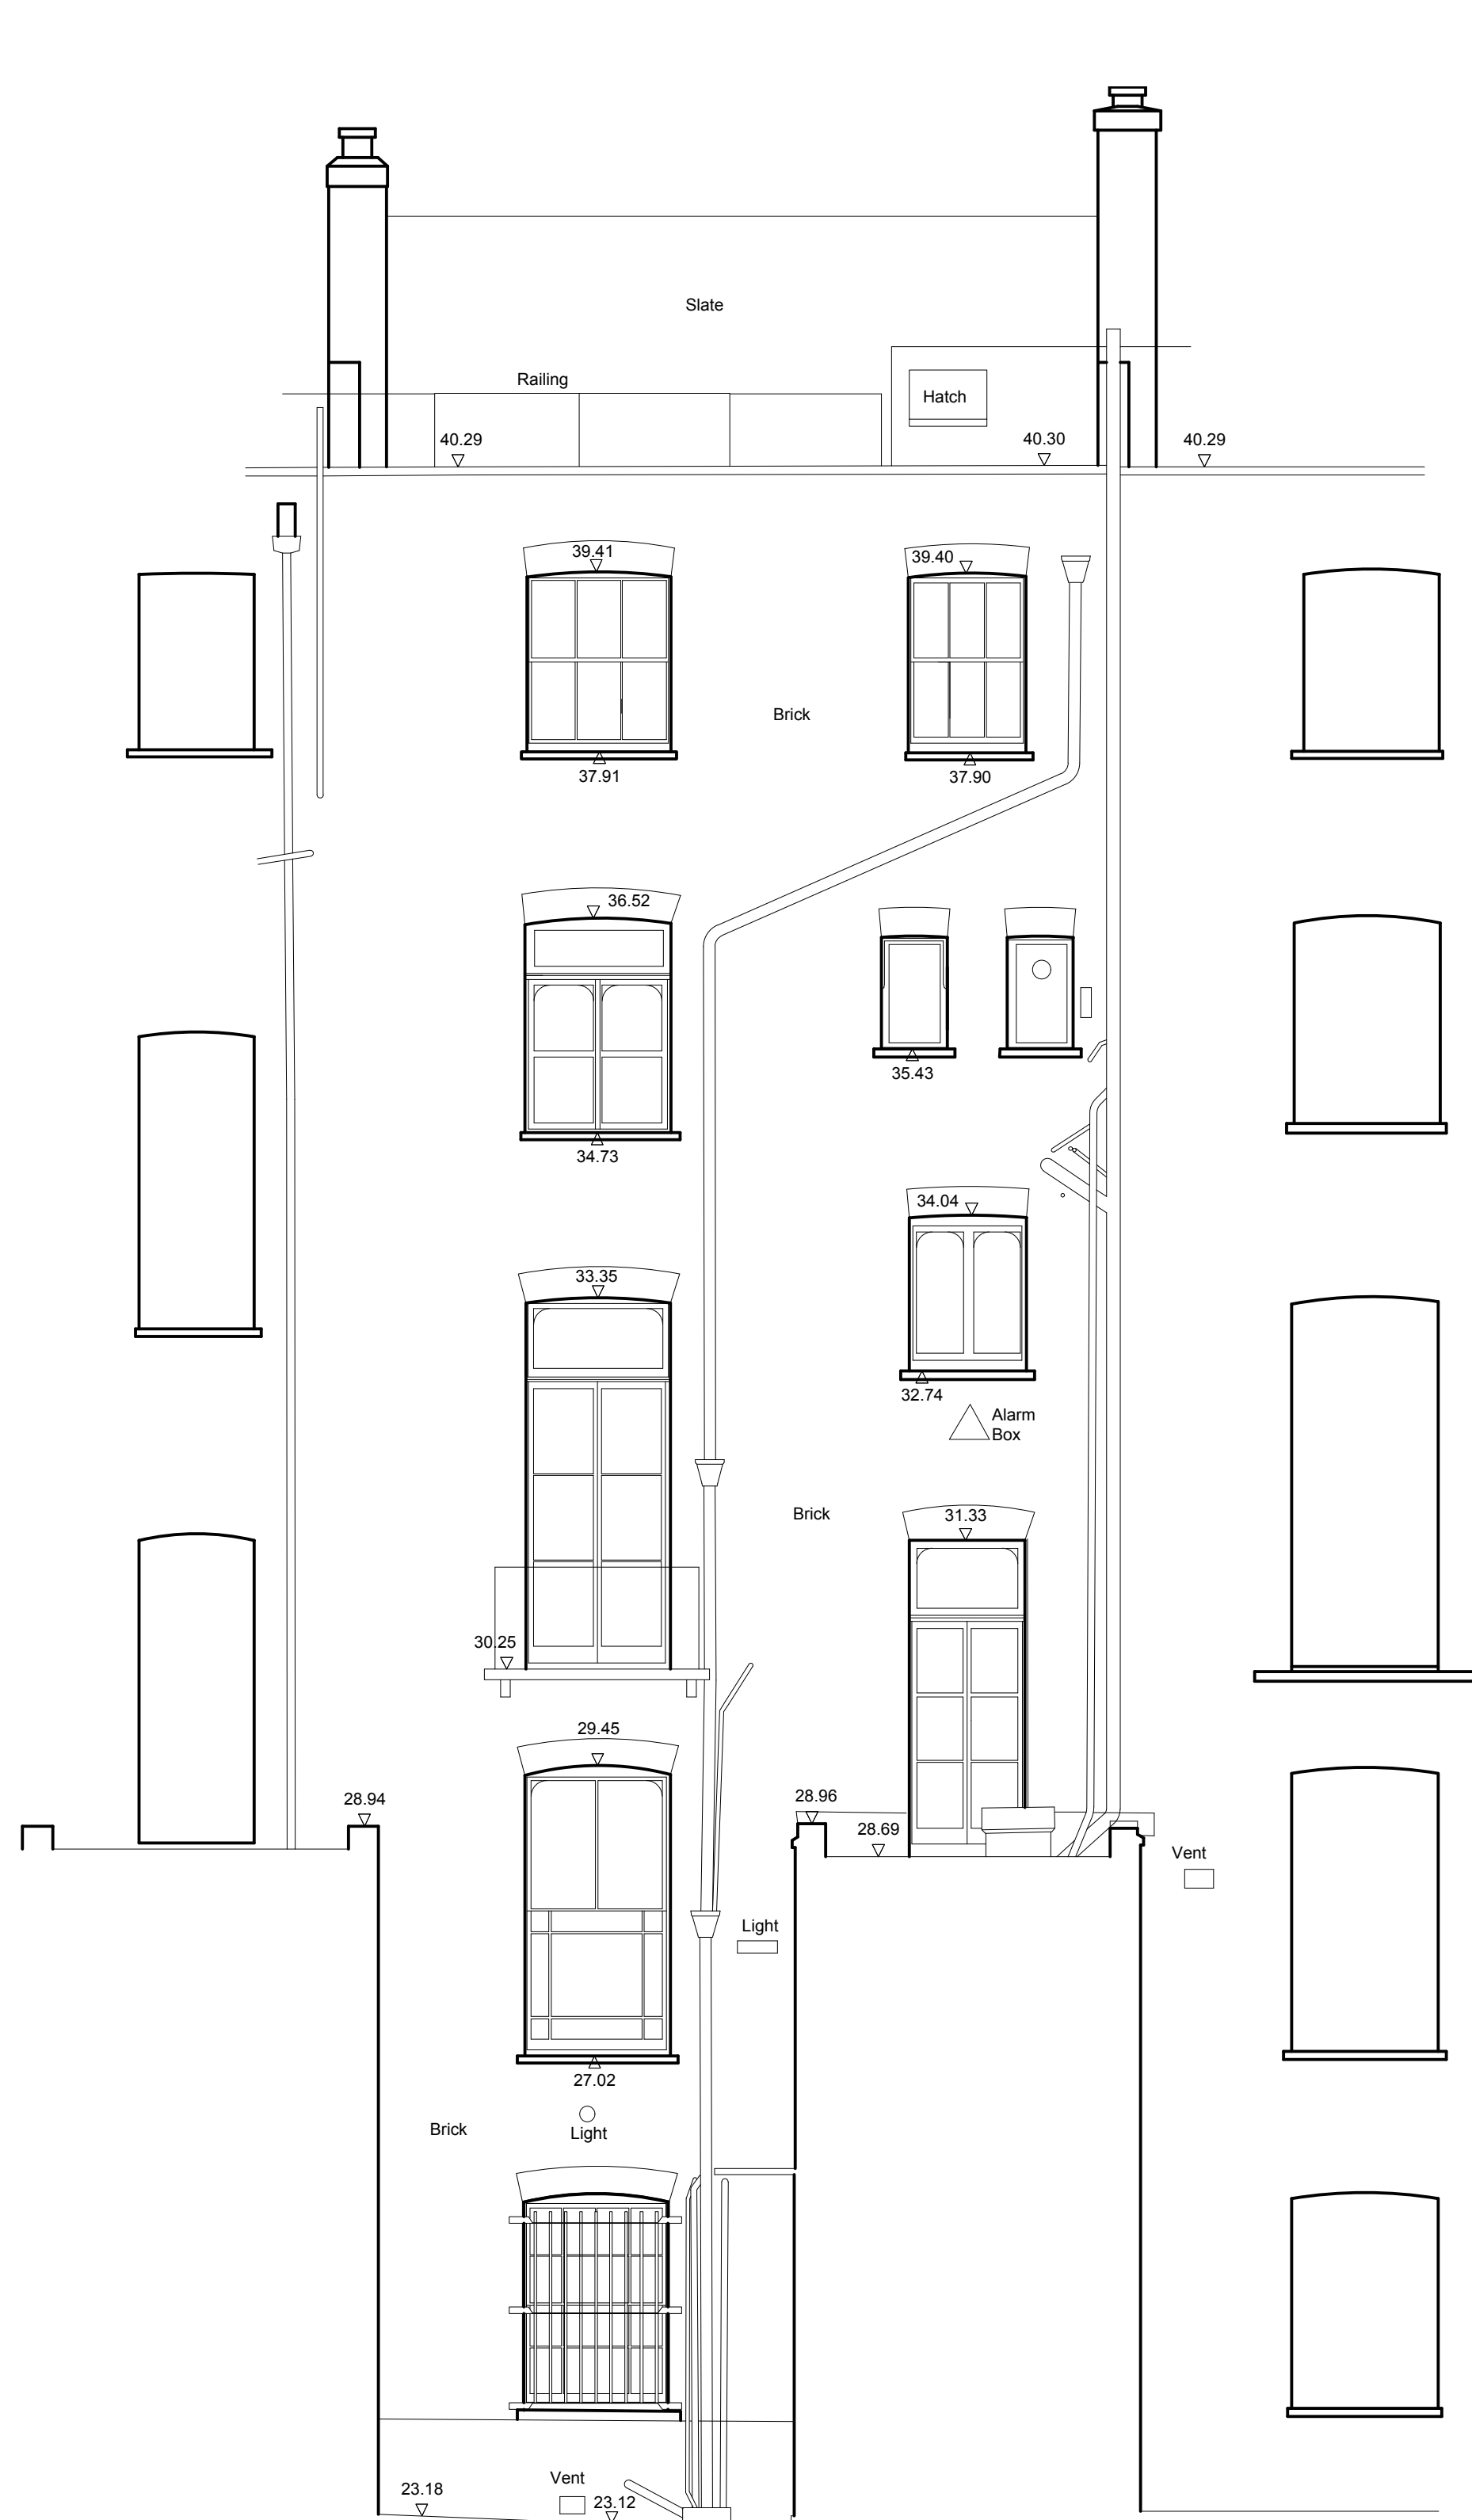 Slate
Railing
Hatch
40.29
40.30
40.29
39.41
39.40
Brick
37.91
37.90
36.52
35.43
34.73
34.04
33.35
32.74
Alarm
Box
Brick
31.33
30.25
29.45
28.94
28.96
28.69
Vent
Light
27.02
Brick
Light
Vent
23.18
23.12